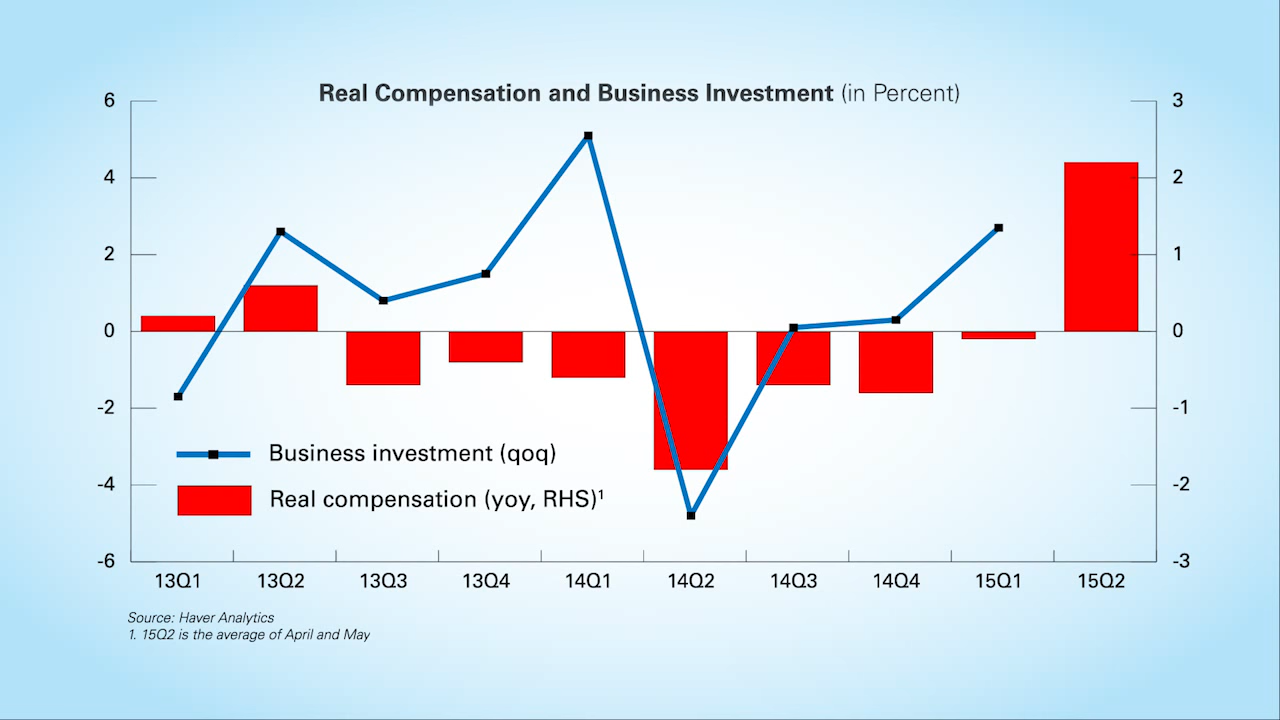 Real Compensation and Business Investment (in Percent)
6
4
2
0
-2
-4
-6
3
2
1
0
-1
-2
-3
Business investment (qoq)
Real compensation (yoy, RHS)¹
13Q1 13Q2 13Q3 13Q4 14Q1 14Q2 14Q3 14Q4 15Q1 15Q2
Source: Haver Analytics
1. 15Q2 is the average of April and May